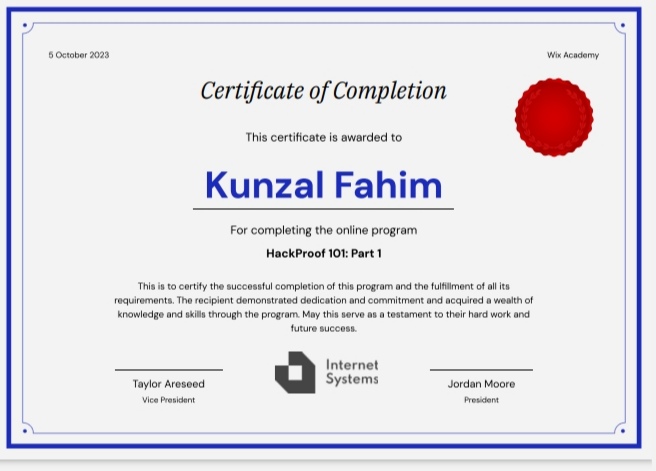 5 October 2023
Wix Academy
Certificate of Completion
This certificate is awarded to
Kunzal Fahim
For completing the online program
HackProof 101: Part 1
This is to certify the successful completion of this program and the fulfillment of all its
requirements. The recipient demonstrated dedication and commitment and acquired a wealth of
knowledge and skills through the program. May this serve as a testament to their hard work and
future success.
Internet
Systems
Taylor Areseed
Jordan Moore
Vice President
President